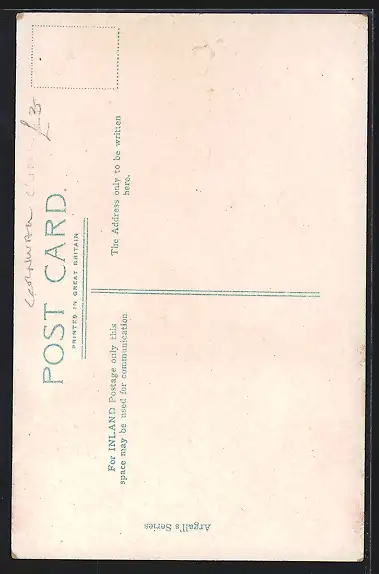 CORNWALL
£3
POST CARD.
PRINTED IN GREAT BRITAIN
For INLAND Postage only this
space may be used for communication
The Address only to be written
here.
Argall's Series